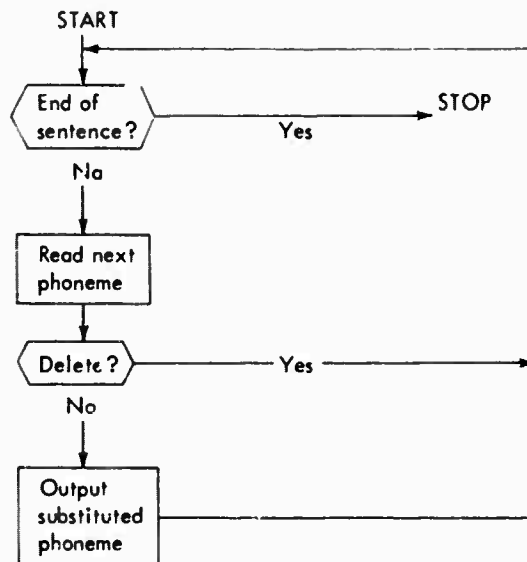 START
End of
sentence?
Yes
STOP
No
Read next
phoneme
Delete?
Yes
No
Output
substituted
phoneme